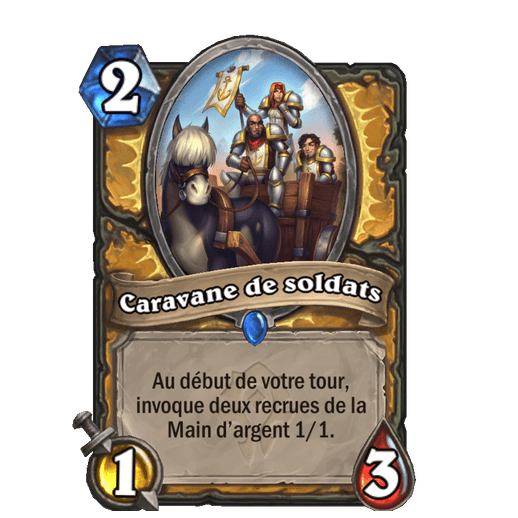 2
Caravane de soldats
Au début de votre tour,
invoque deux recrues de la
Main d'argent 1/1.
1
3